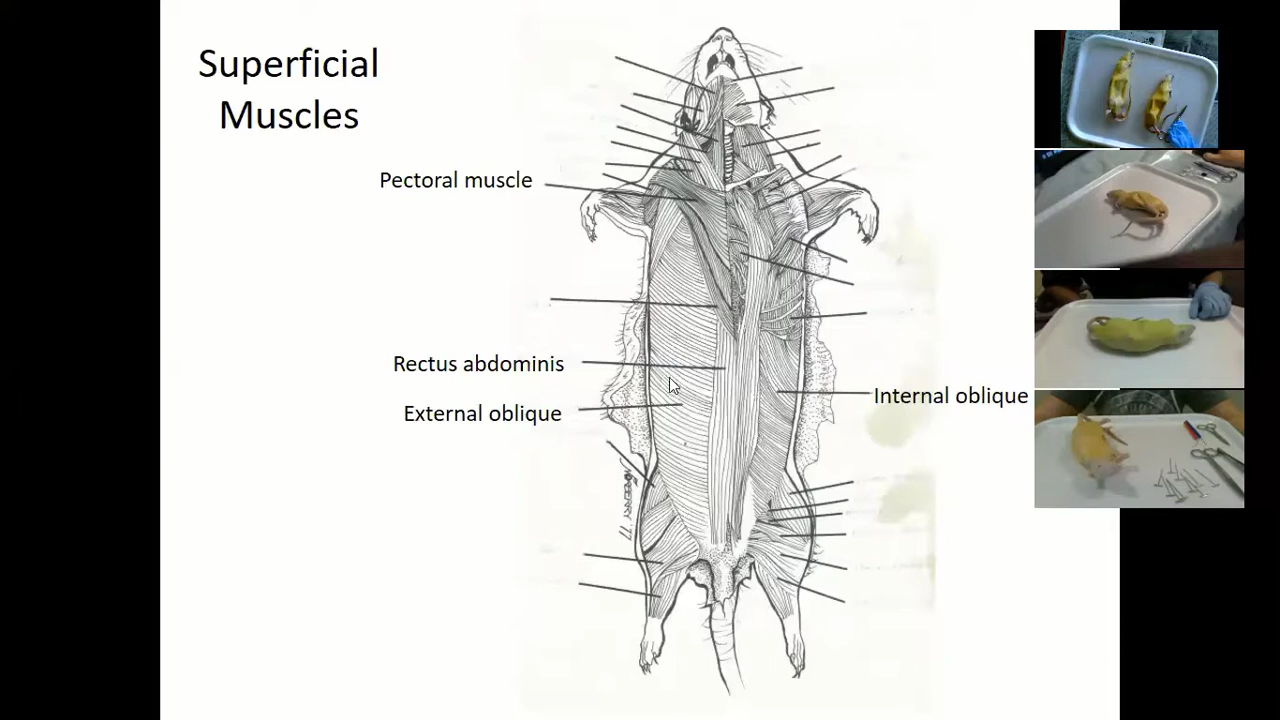 Superficial
Muscles
Pectoral muscle
Rectus abdominis
External oblique
Internal oblique